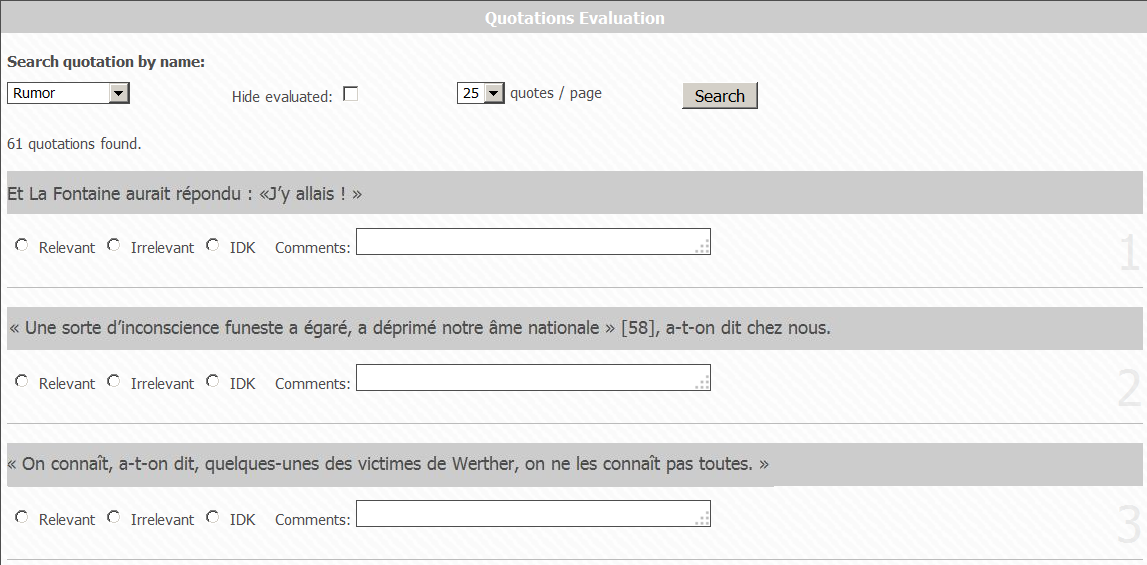 Quotations Evaluation
Search quotation by name:
Rumor Hide evaluated: 25 quotes / page Search
61 quotations found.
Et La Fontaine aurait répondu : «J’y allais ! »
Relevant Irrelevant IDK Comments: 1
« Une sorte d’inconscience funeste a égaré, a déprimé notre âme nationale » [58], a-t-on dit chez nous.
Relevant Irrelevant IDK Comments: 2
« On connaît, a-t-on dit, quelques-unes des victimes de Werther, on ne les connaît pas toutes. »
Relevant Irrelevant IDK Comments: 3